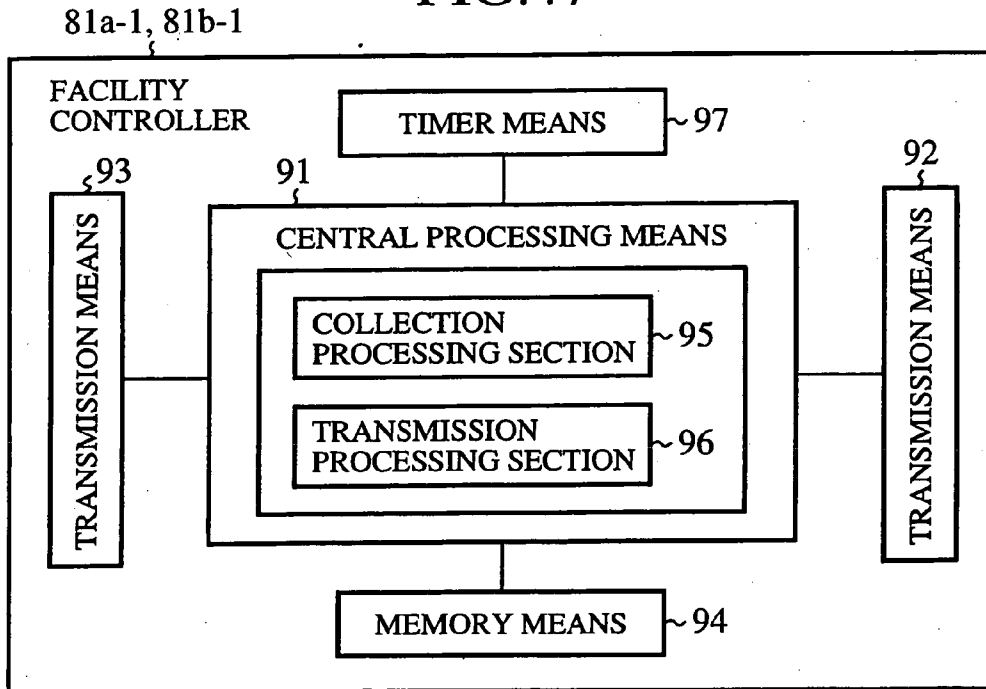 81a-1, 81b-1
FACILITY
CONTROLLER
TIMER MEANS
97
93
91
92
TRANSMISSION MEANS
CENTRAL PROCESSING MEANS
TRANSMISSION MEANS
COLLECTION
PROCESSING SECTION
95
TRANSMISSION
PROCESSING SECTION
96
MEMORY MEANS
94